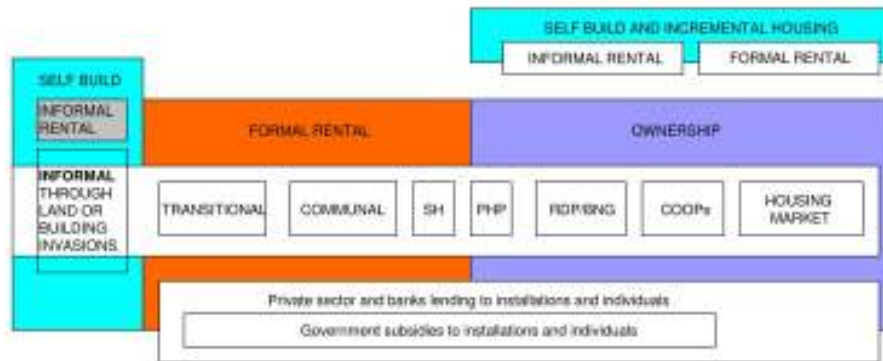 SELF BUILD AND INCREMENTAL HOUSING
INFORMAL RENTAL
FORMAL RENTAL
SELF BUILD
INFORMAL
RENTAL
FORMAL RENTAL
OWNERSHIP
INFORMAL
THROUGH
LAND OR
BUILDING
INVASIONS.
TRANSITIONAL
COMMUNAL
SH
PHP
RDP/BNG
COOPs
HOUSING
MARKET
Private sector and banks lending to installations and individuals
Government subsidies to installations and individuals